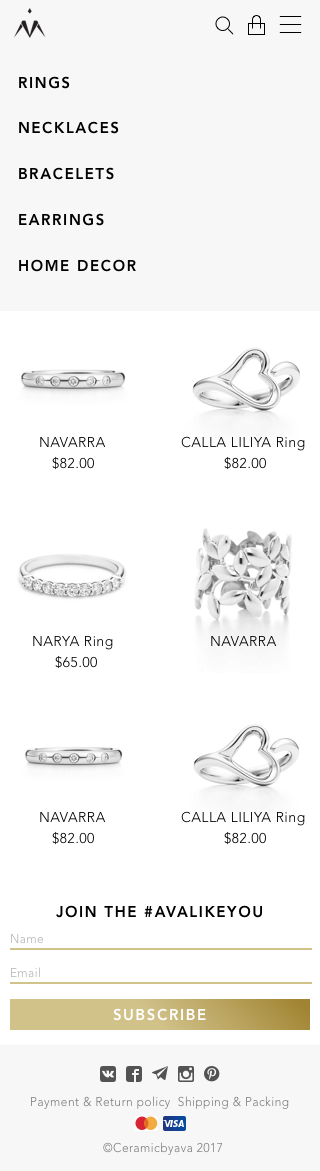 RINGS
NECKLACES
BRACELETS
EARRINGS
HOME DECOR
NAVARRA
$82.00
CALLA LILIYA Ring
$82.00
NARYA Ring
$65.00
NAVARRA
NAVARRA
$82.00
CALLA LILIYA Ring
$82.00
JOIN THE #AVALIKEYOU
Name
Email
SUBSCRIBE
Payment & Return policy Shipping & Packing
VISA
©Ceramicbyava 2017